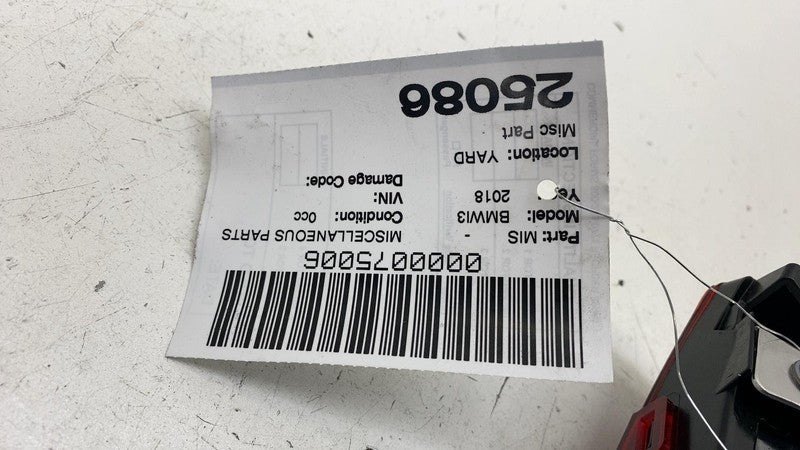 0000075006
Part: MIS - MISCELLANEOUS PARTS
Model: BMWI3 Condition: 0cc
2018 VIN:
Damage Code:
Location: YARD
Misc Part
25086